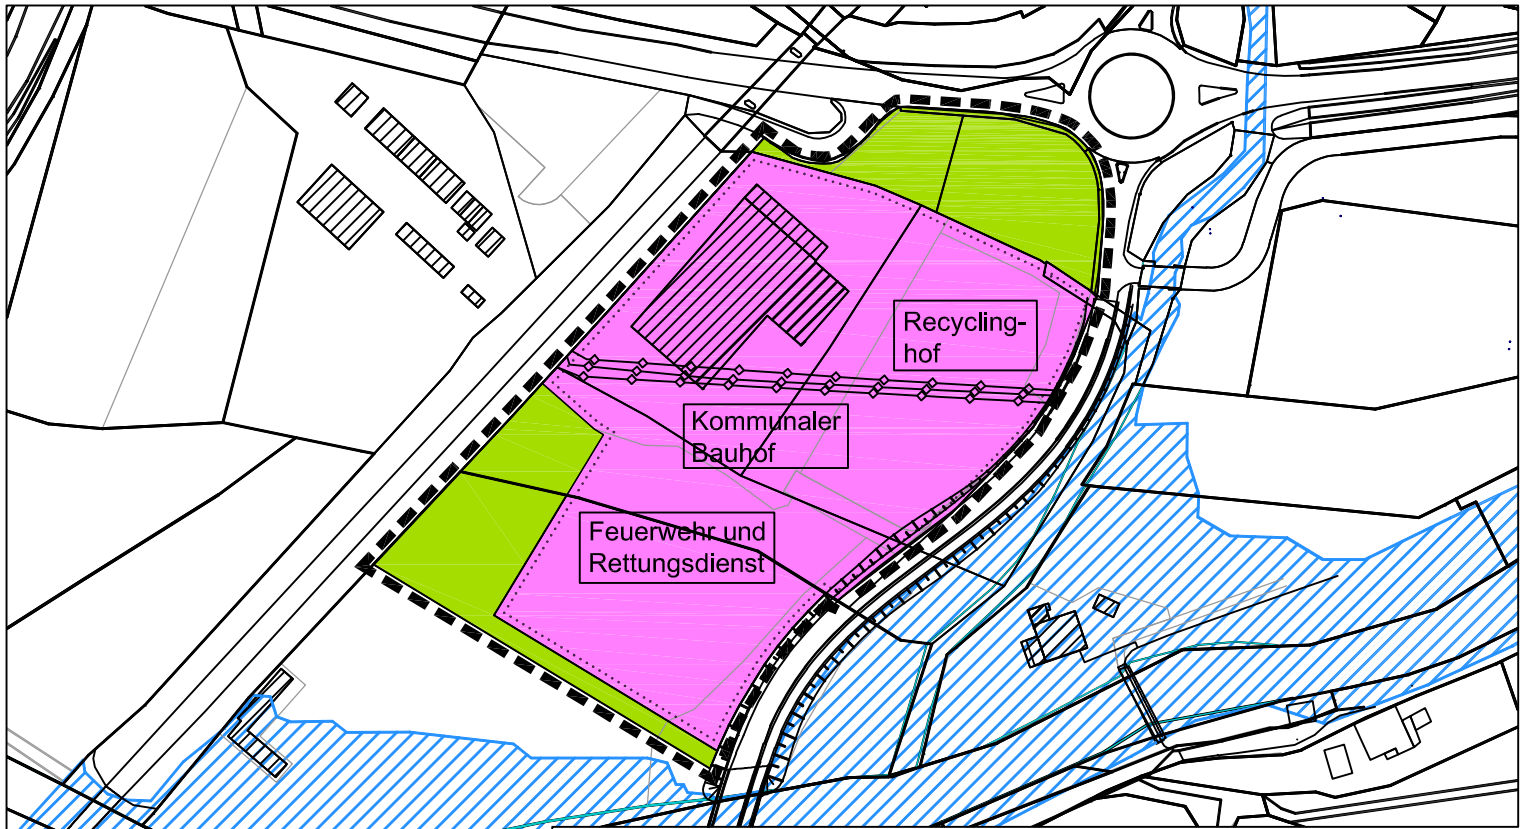 Recycling-
hof
Kommunaler
Bauhof
Feuerwehr und
Rettungsdienst